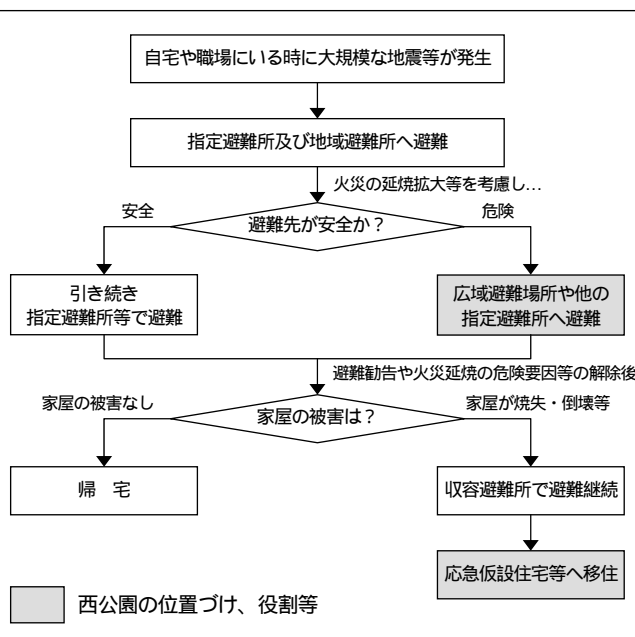 自宅や職場にいる時に大規模な地震等が発生
指定避難所及び地域避難所へ避難
火災の延焼拡大等を考慮し…
安全
避難先が安全か？
危険
引き続き
指定避難所等で避難
広域避難場所や他の
指定避難所へ避難
避難勧告や火災延焼の危険要因等の解除後
家屋の被害なし
家屋の被害は？
家屋が焼失・倒壊等
帰　宅
収容避難所で避難継続
応急仮設住宅等へ移住
西公園の位置づけ、役割等